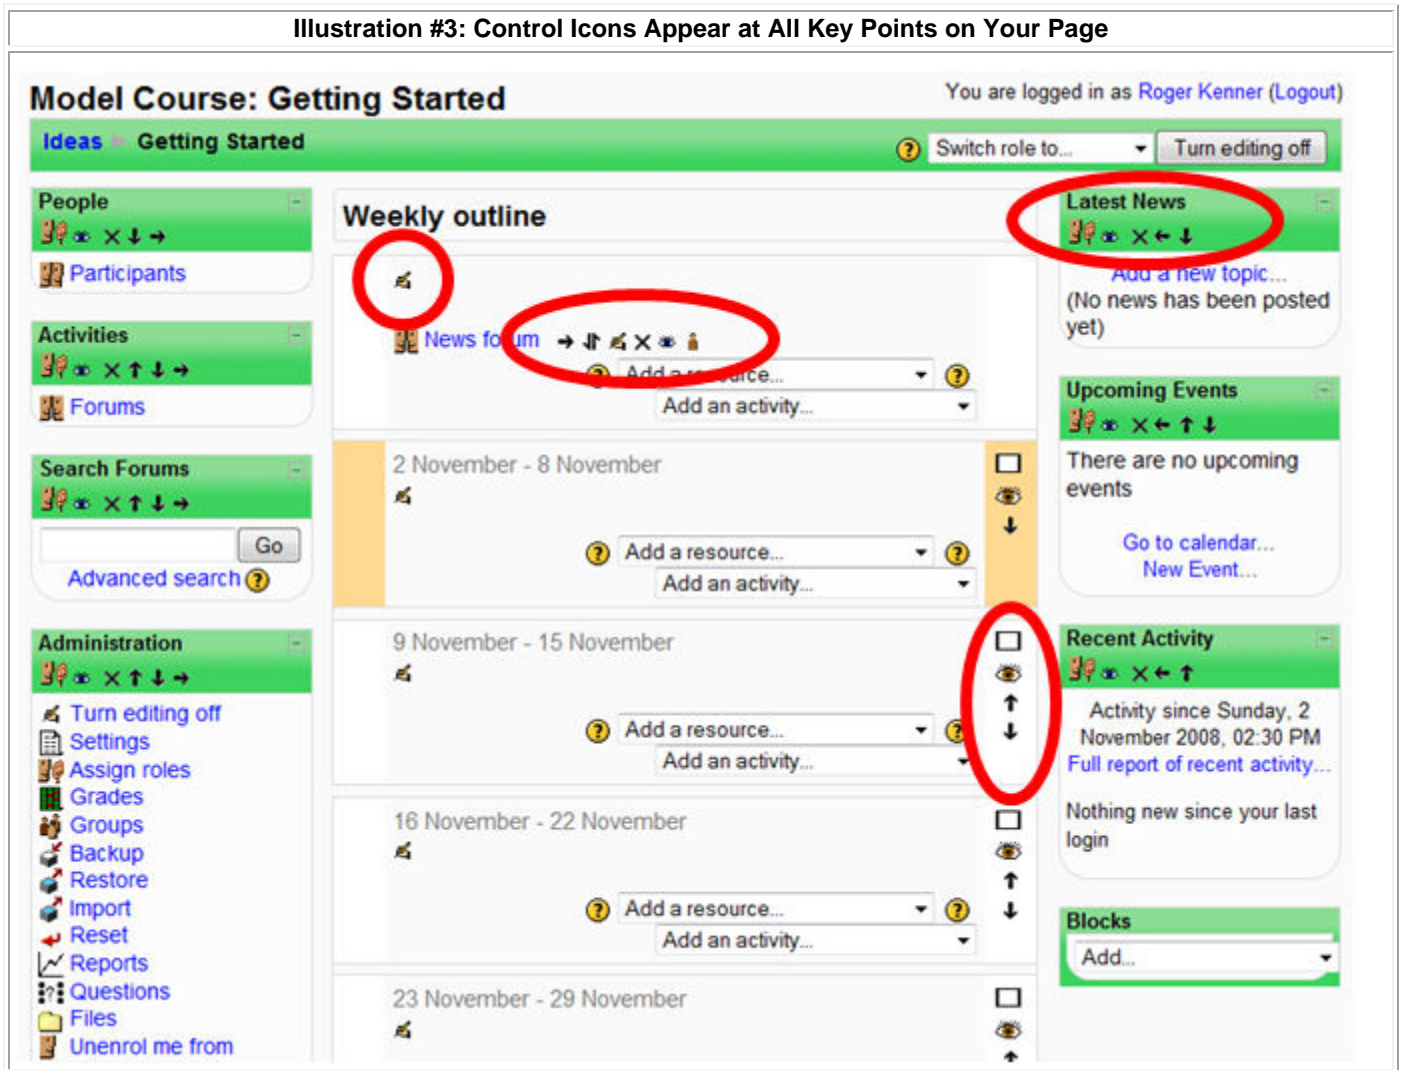 Illustration #3: Control Icons Appear at All Key Points on Your Page
Model Course: Getting Started
You are logged in as Roger Kenner (Logout)
Ideas Getting Started
Switch role to...
Turn editing off
People
Participants
Activities
Forums
Search Forums
Go
Advanced search
Administration
Turn editing off
Settings
Assign roles
Grades
Groups
Backup
Restore
Import
Reset
Reports
Questions
Files
Unenrol me from
Weekly outline
News forum
Add a resource...
Add an activity...
2 November - 8 November
Add a resource...
Add an activity...
9 November - 15 November
Add a resource...
Add an activity...
16 November - 22 November
Add a resource...
Add an activity...
23 November - 29 November
Latest News
Add a new topic...
(No news has been posted
yet)
Upcoming Events
There are no upcoming
events
Go to calendar...
New Event...
Recent Activity
Activity since Sunday, 2
November 2008, 02:30 PM
Full report of recent activity...
Nothing new since your last
login
Blocks
Add...